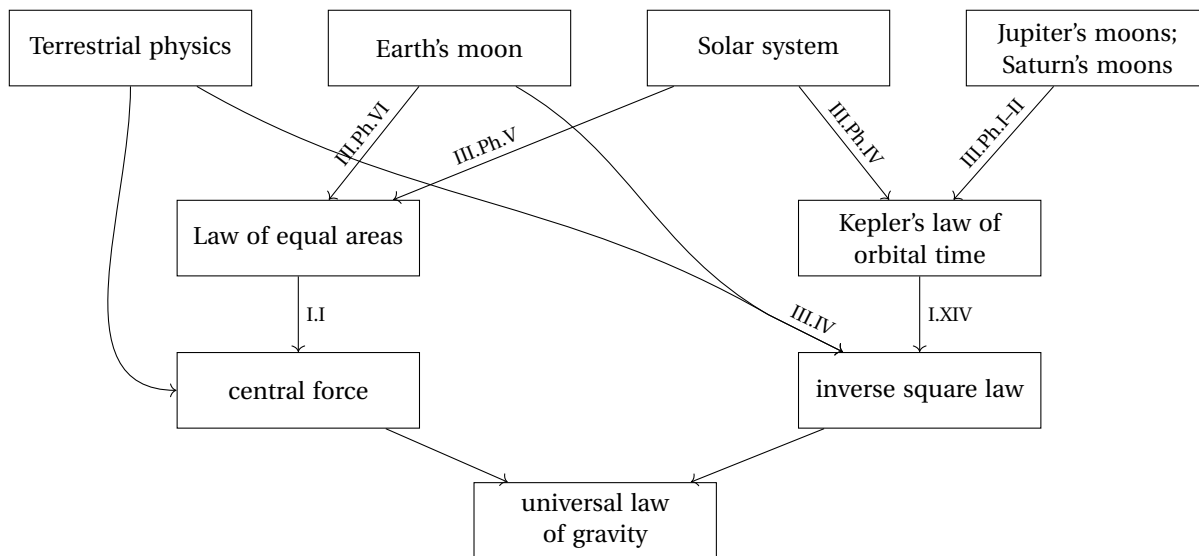 Terrestrial physics
Earth's moon
Solar system
Jupiter's moons;
Saturn's moons
III.Ph.VI
III.Ph.V
III.Ph.IV
III.Ph.I–II
Law of equal areas
Kepler's law of
orbital time
I.I
III.IV
I.XIV
central force
inverse square law
universal law
of gravity